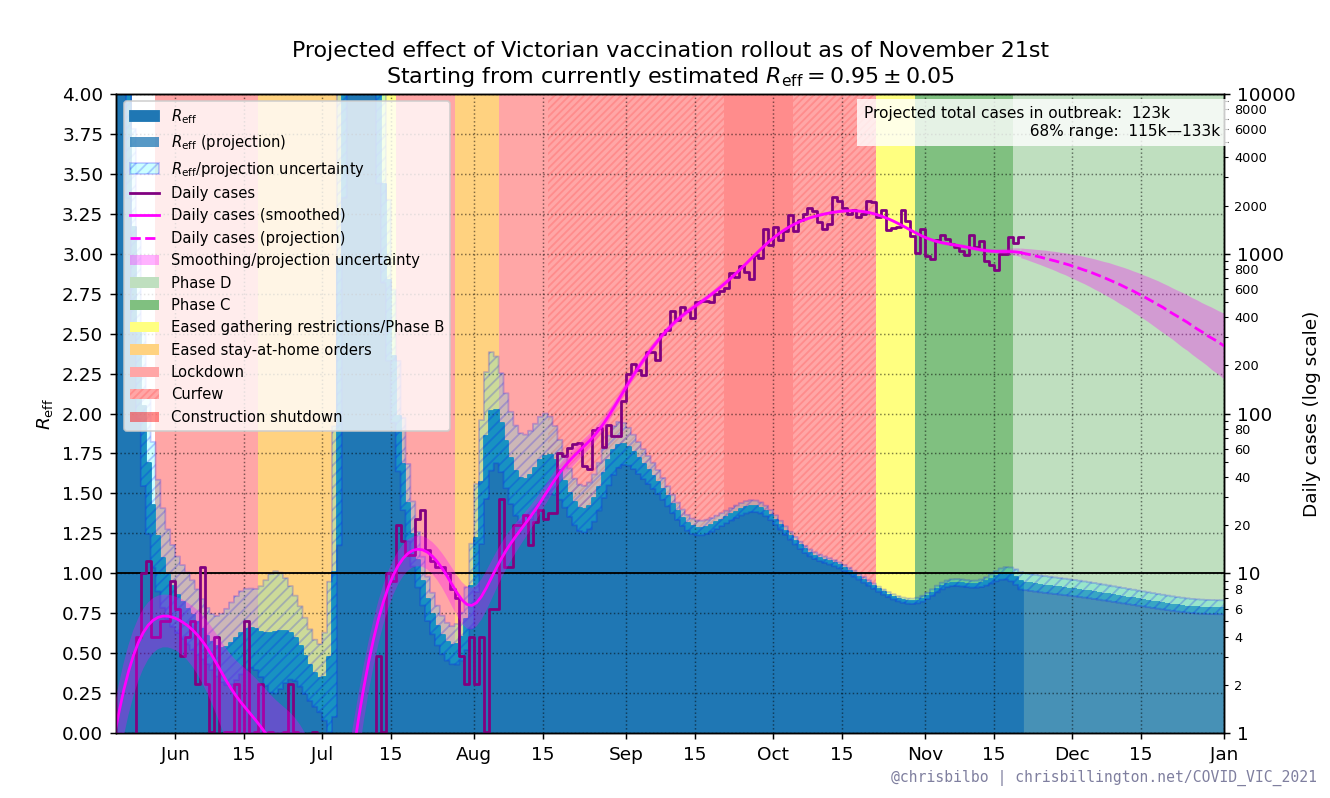 Projected effect of Victorian vaccination rollout as of November 21st
Starting from currently estimated Reff = 0.95 ± 0.05
Projected total cases in outbreak: 123k
68% range: 115k—133k
Reff
Reff (projection)
Reff/projection uncertainty
Daily cases
Daily cases (smoothed)
Daily cases (projection)
Smoothing/projection uncertainty
Phase D
Phase C
Eased gathering restrictions/Phase B
Eased stay-at-home orders
Lockdown
Curfew
Construction shutdown
Reff
4.00
3.75
3.50
3.25
3.00
2.75
2.50
2.25
2.00
1.75
1.50
1.25
1.00
0.75
0.50
0.25
0.00
10000
8000
6000
4000
2000
1000
800
600
400
200
100
80
60
40
20
10
8
6
4
2
1
Daily cases (log scale)
Jun 15 Jul 15 Aug 15 Sep 15 Oct 15 Nov 15 Dec 15 Jan
@chrisbilbo | chrisbillington.net/COVID_VIC_2021